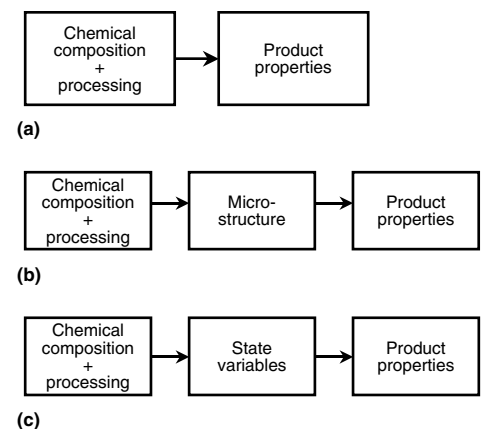 Chemical
composition
+
processing
Product
properties
(a)
Chemical
composition
+
processing
Micro-
structure
Product
properties
(b)
Chemical
composition
+
processing
State
variables
Product
properties
(c)